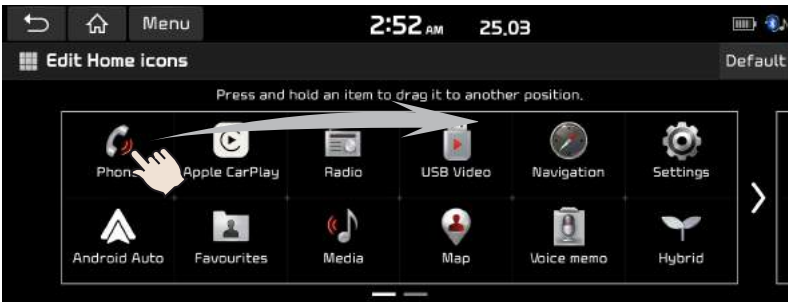 Menu
2:52 AM 25.03
Edit Home icons
Default
Press and hold an item to drag it to another position.
Phon
Apple CarPlay
Radio
USB Video
Navigation
Settings
Android Auto
Favourites
Media
Map
Voice memo
Hybrid